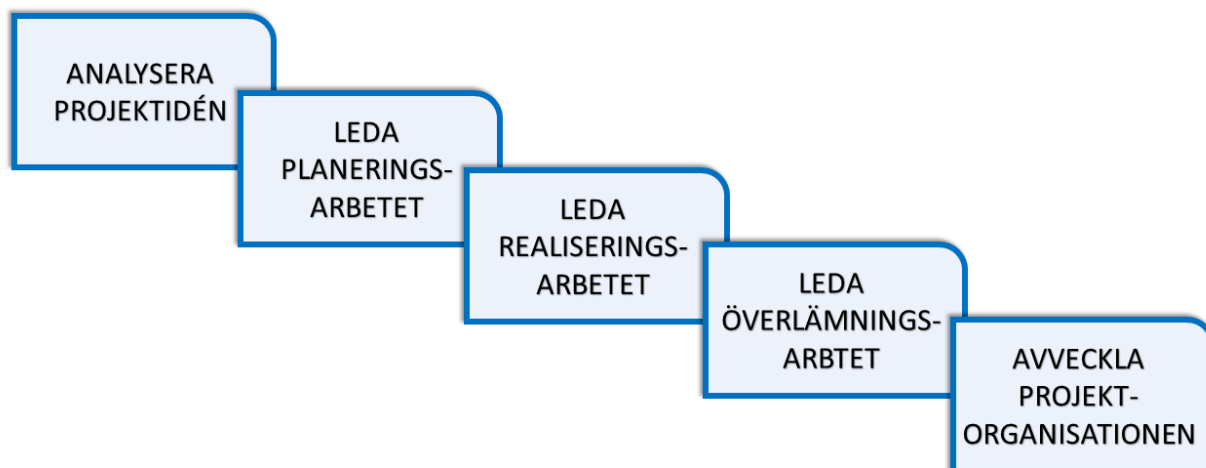 ANALYSERA
PROJEKTIDÉN
LEDA
PLANERINGS-
ARBETET
LEDA
REALISERINGS-
ARBETET
LEDA
ÖVERLÄMNINGS-
ARBTET
AVVECKLA
PROJEKT-
ORGANISATIONEN